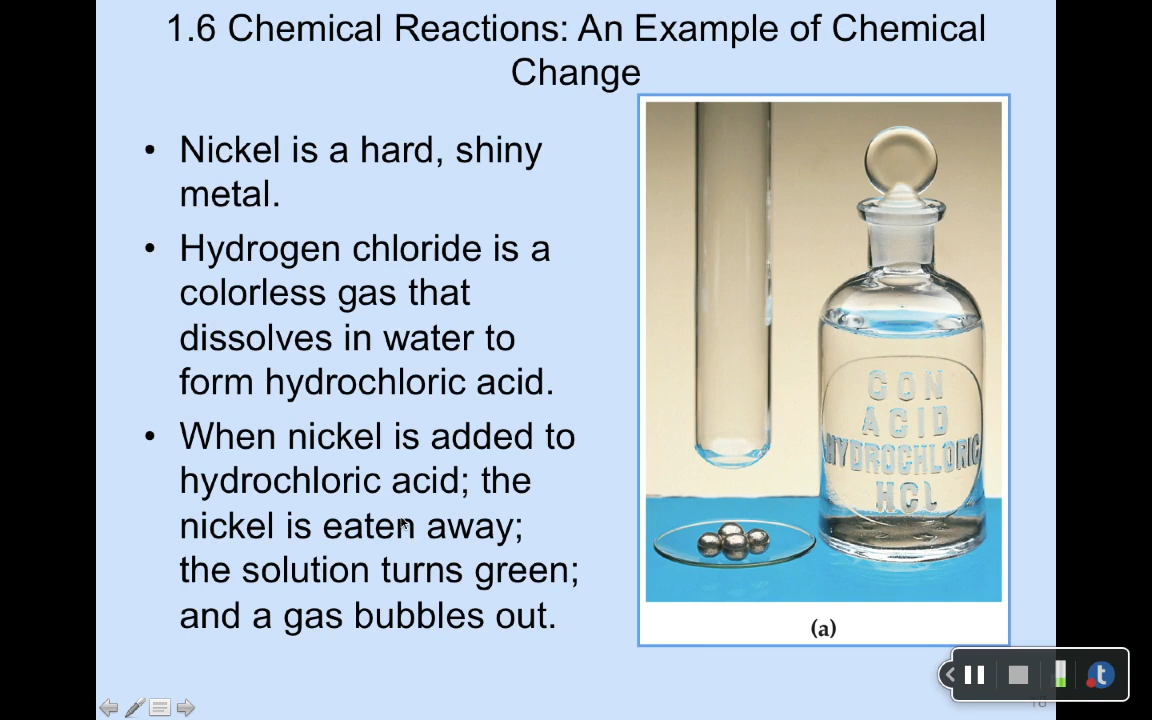 1.6 Chemical Reactions: An Example of Chemical
Change
• Nickel is a hard, shiny
metal.
• Hydrogen chloride is a
colorless gas that
dissolves in water to
form hydrochloric acid.
• When nickel is added to
hydrochloric acid; the
nickel is eaten away;
the solution turns green;
and a gas bubbles out.
CON
ACID
HYDROCHLORIC
HCL
(a)
t